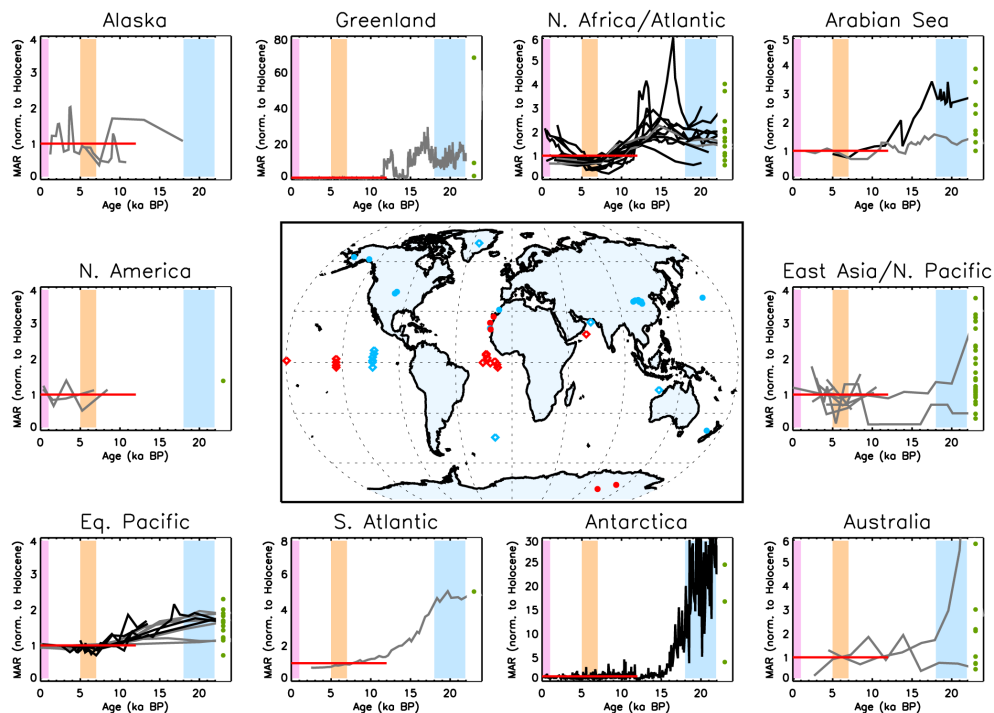 Alaska
Greenland
N. Africa/Atlantic
Arabian Sea
MAR (norm. to Holocene)
4
3
2
1
0
0 5 10 15 20
Age (ka BP)
MAR (norm. to Holocene)
80
60
40
20
0
0 5 10 15 20
Age (ka BP)
MAR (norm. to Holocene)
6
5
4
3
2
1
0
0 5 10 15 20
Age (ka BP)
MAR (norm. to Holocene)
5
4
3
2
1
0
0 5 10 15 20
Age (ka BP)
N. America
MAR (norm. to Holocene)
4
3
2
1
0
0 5 10 15 20
Age (ka BP)
East Asia/N. Pacific
MAR (norm. to Holocene)
4
3
2
1
0
0 5 10 15 20
Age (ka BP)
Eq. Pacific
S. Atlantic
Antarctica
Australia
MAR (norm. to Holocene)
4
3
2
1
0
0 5 10 15 20
Age (ka BP)
MAR (norm. to Holocene)
8
6
4
2
0
0 5 10 15 20
Age (ka BP)
MAR (norm. to Holocene)
30
25
20
15
10
5
0
0 5 10 15 20
Age (ka BP)
MAR (norm. to Holocene)
6
5
4
3
2
1
0
0 5 10 15 20
Age (ka BP)